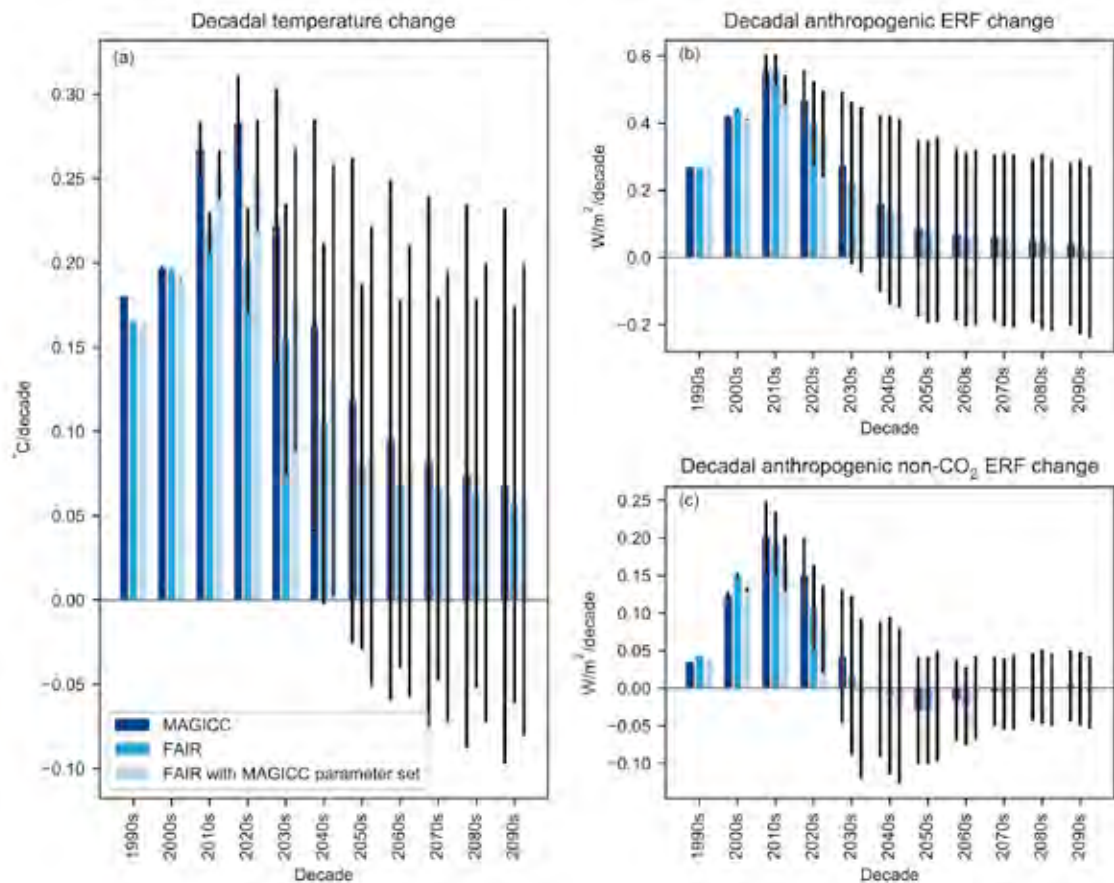 Decadal temperature change
(a)
0.30
0.25
0.20
0.15
0.10
0.05
0.00
−0.05
−0.10
°C/decade
MAGICC
FAIR
FAIR with MAGICC parameter set
1990s
2000s
2010s
2020s
2030s
2040s
2050s
2060s
2070s
2080s
2090s
Decade
Decadal anthropogenic ERF change
(b)
0.6
0.4
0.2
0.0
−0.2
W/m²/decade
1990s
2000s
2010s
2020s
2030s
2040s
2050s
2060s
2070s
2080s
2090s
Decade
Decadal anthropogenic non-CO₂ ERF change
(c)
0.25
0.20
0.15
0.10
0.05
0.00
−0.05
−0.10
W/m²/decade
1990s
2000s
2010s
2020s
2030s
2040s
2050s
2060s
2070s
2080s
2090s
Decade